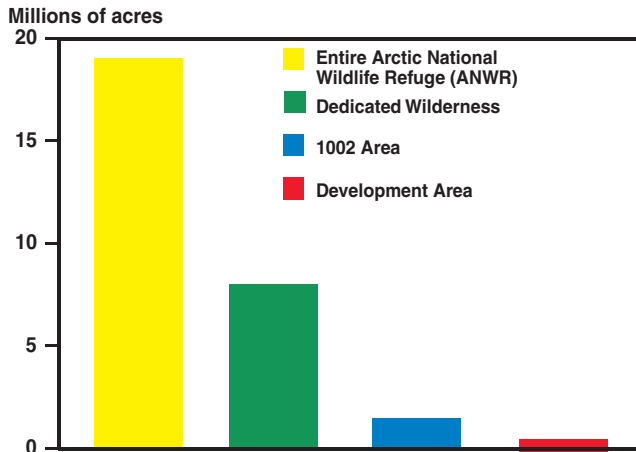 Millions of acres
20
Entire Arctic National
Wildlife Refuge (ANWR)
Dedicated Wilderness
15
1002 Area
Development Area
10
5
0